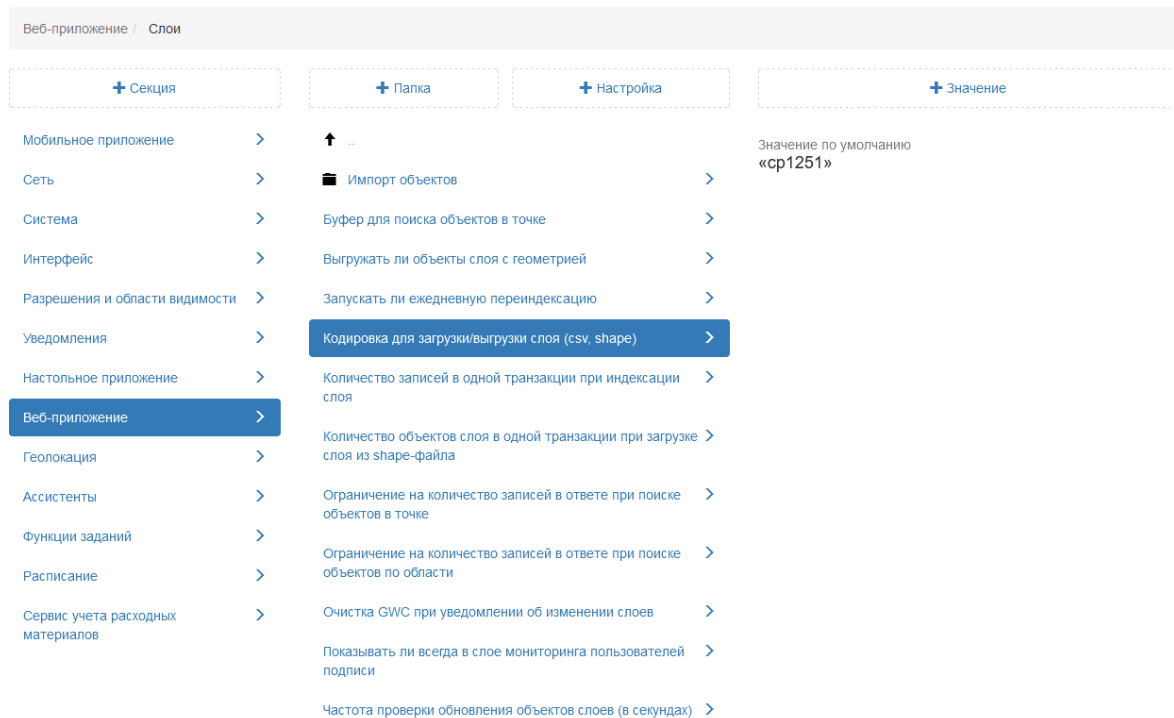 Веб-приложение / Слои
+ Секция
+ Папка
+ Настройка
+ Значение
Мобильное приложение
Сеть
Система
Интерфейс
Разрешения и области видимости
Уведомления
Настольное приложение
Веб-приложение
Геолокация
Ассистенты
Функции заданий
Расписание
Сервис учета расходных
материалов
..
Импорт объектов
Буфер для поиска объектов в точке
Выгружать ли объекты слоя с геометрией
Запускать ли ежедневную переиндексацию
Кодировка для загрузки/выгрузки слоя (csv, shape)
Количество записей в одной транзакции при индексации
слоя
Количество объектов слоя в одной транзакции при загрузке
слоя из shape-файла
Ограничение на количество записей в ответе при поиске
объектов в точке
Ограничение на количество записей в ответе при поиске
объектов по области
Очистка GWC при уведомлении об изменении слоев
Показывать ли всегда в слое мониторинга пользователей
подписи
Частота проверки обновления объектов слоев (в секундах)
Значение по умолчанию
«cp1251»